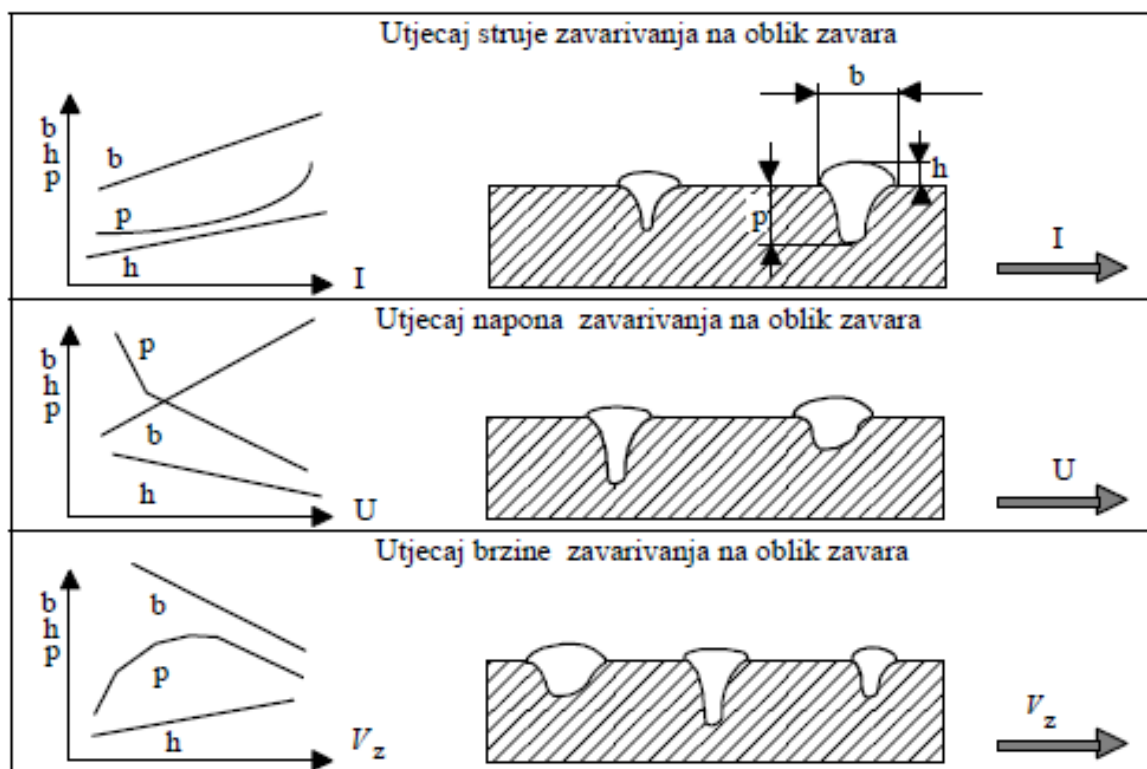 Utjecaj struje zavarivanja na oblik zavara
b
h
p
b
p
h
I
b
h
p
I
Utjecaj napona zavarivanja na oblik zavara
b
h
p
p
b
h
U
U
Utjecaj brzine zavarivanja na oblik zavara
b
h
p
b
p
h
Vz
Vz